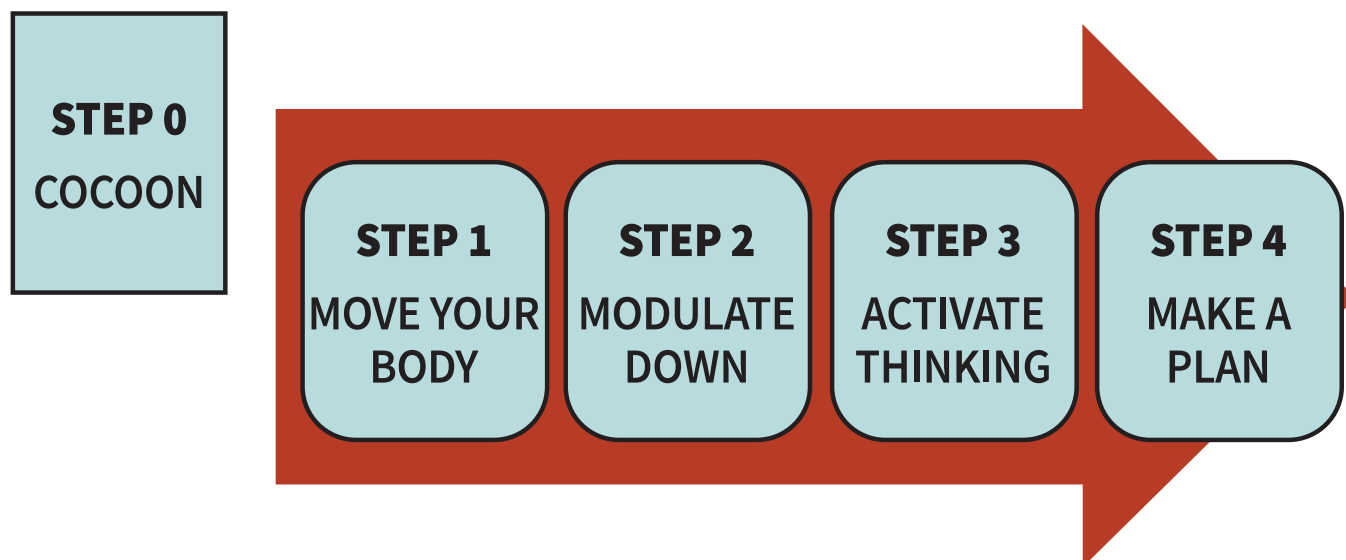 STEP 0
COCOON
STEP 1
MOVE YOUR
BODY
STEP 2
MODULATE
DOWN
STEP 3
ACTIVATE
THINKING
STEP 4
MAKE A
PLAN